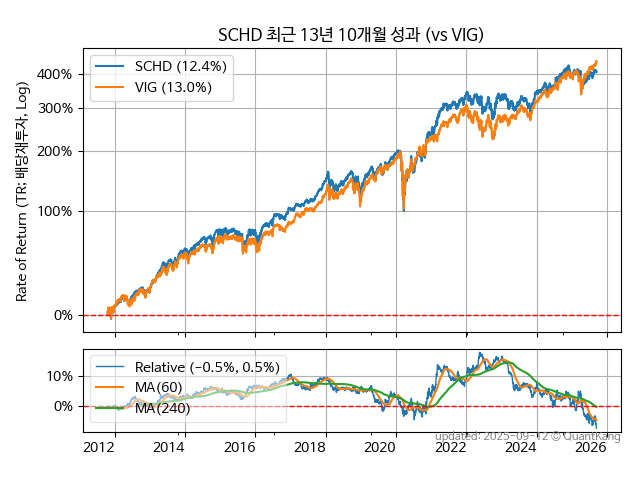 SCHD 최근 13년 10개월 성과 (vs VIG)
Rate of Return (TR: 배당재투자, Log)
400%
300%
200%
100%
0%
SCHD (12.4%)
VIG (13.0%)
10%
0%
Relative (−0.5%, 0.5%)
MA(60)
MA(240)
2012 2014 2016 2018 2020 2022 2024 2026
updated: 2025-09-12 © QuantKang